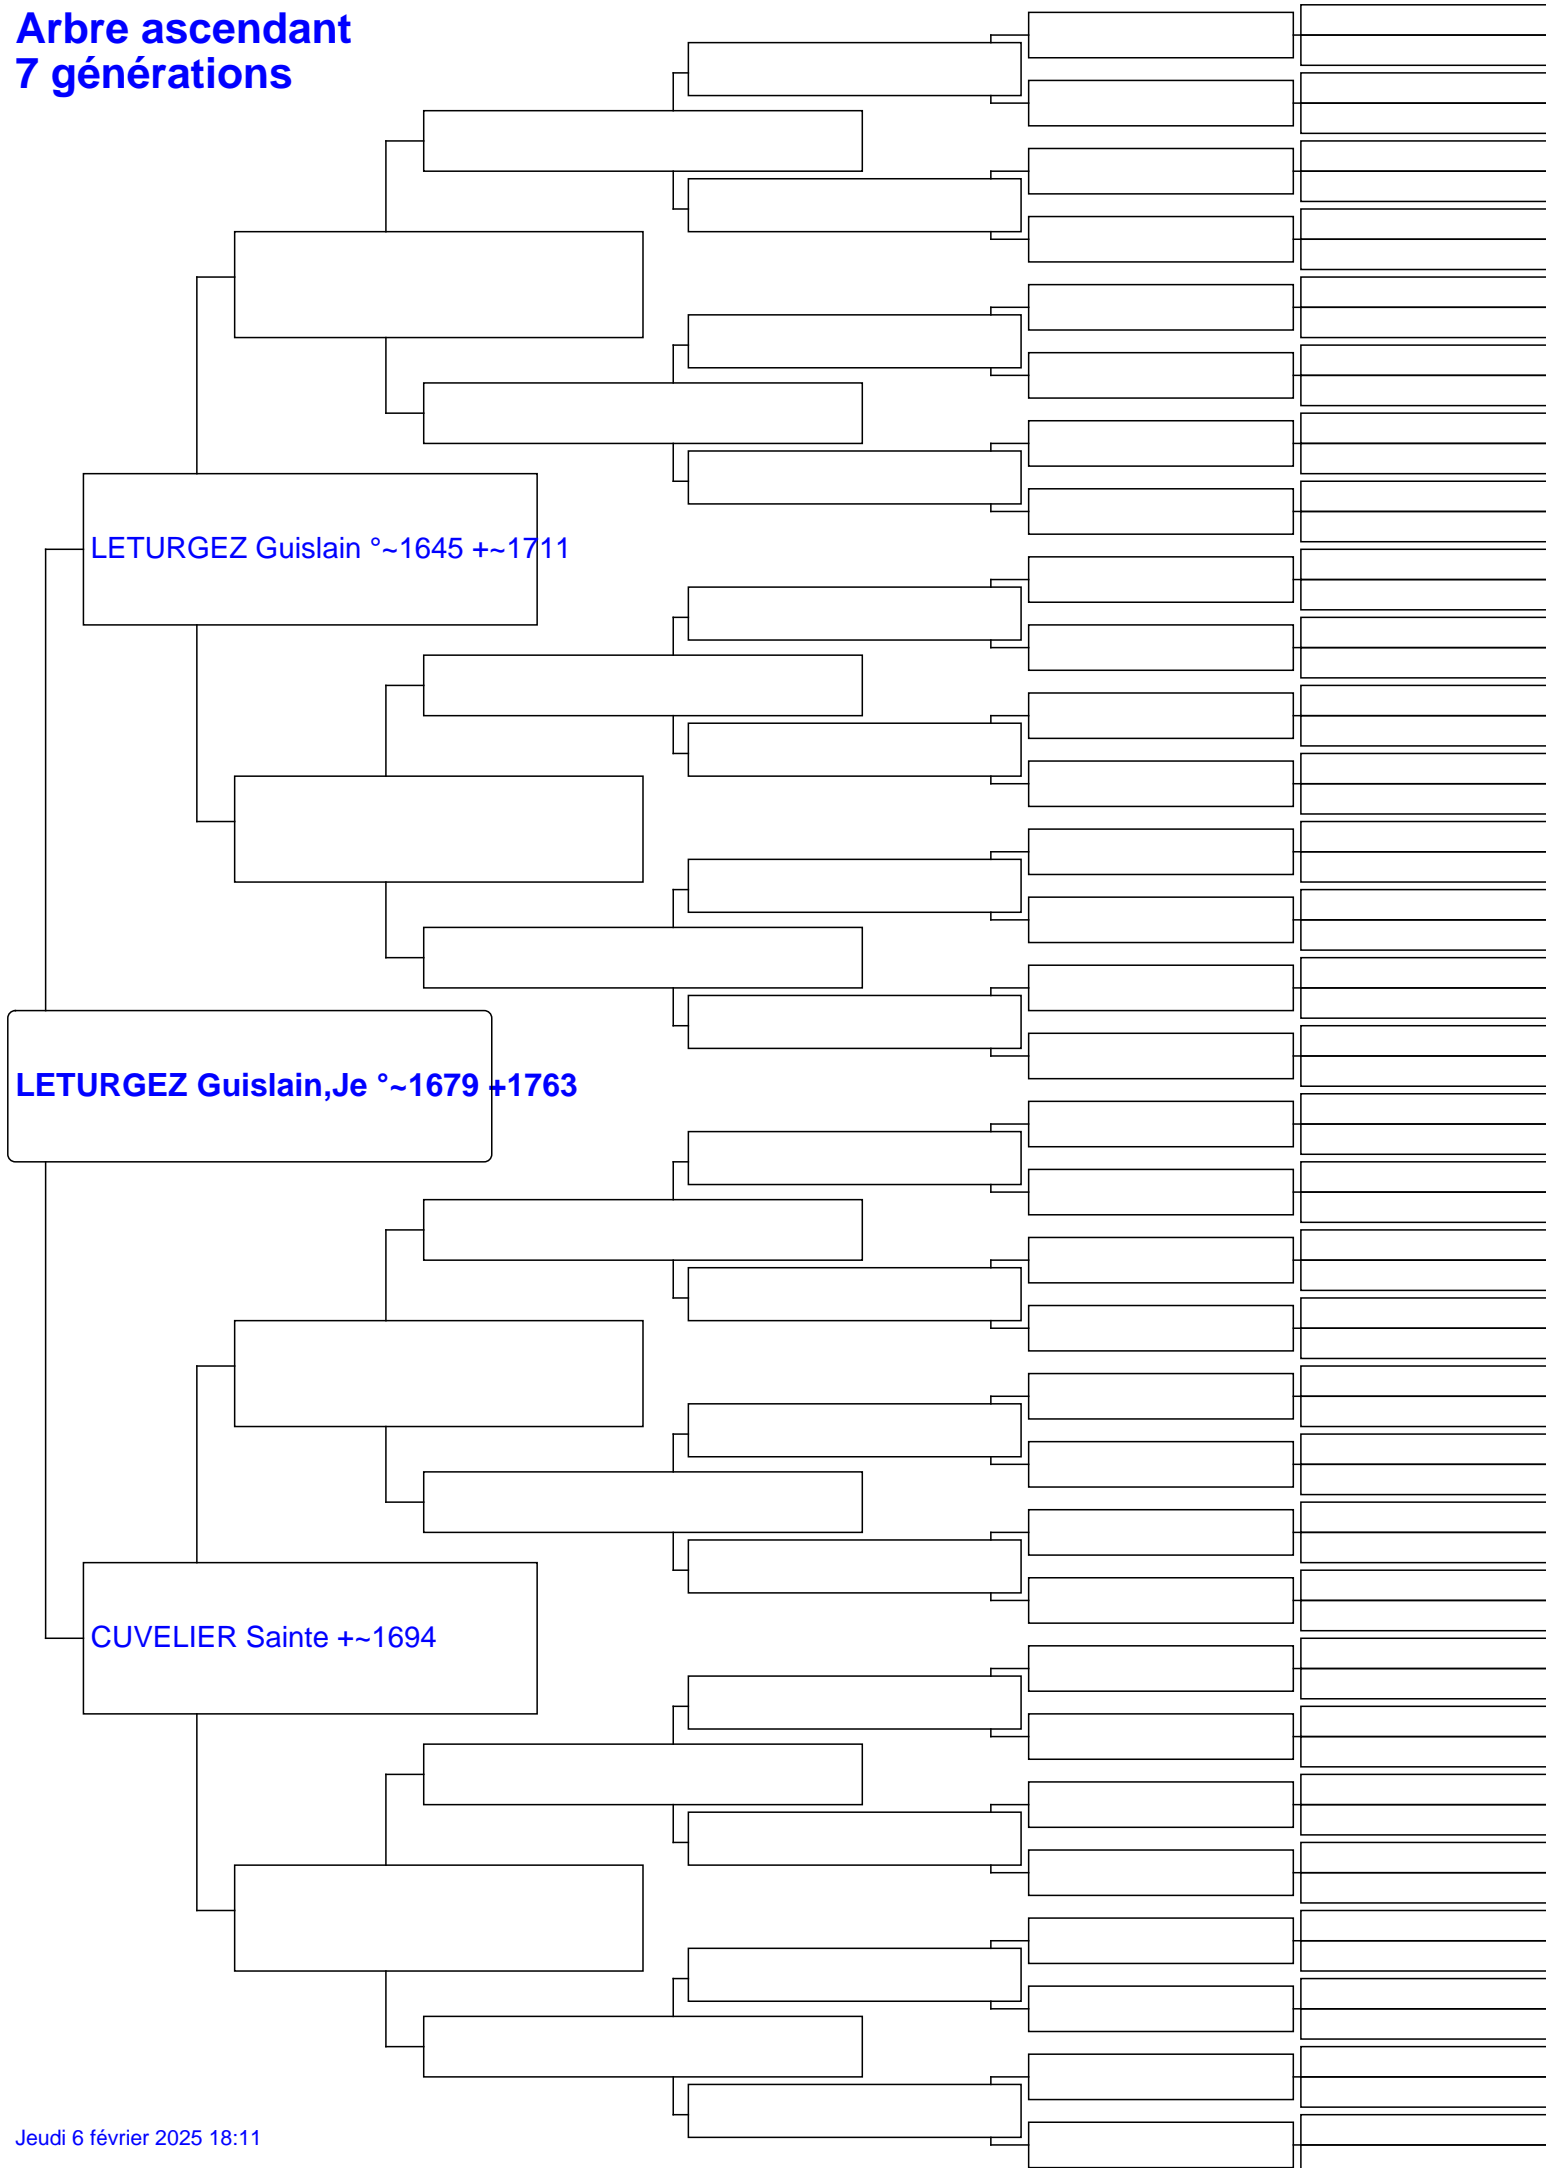 Arbre ascendant
7 générations
LETURGEZ Guislain °~1645 +~1711
LETURGEZ Guislain,Je °~1679 +1763
CUVELIER Sainte +~1694
Jeudi 6 février 2025 18:11